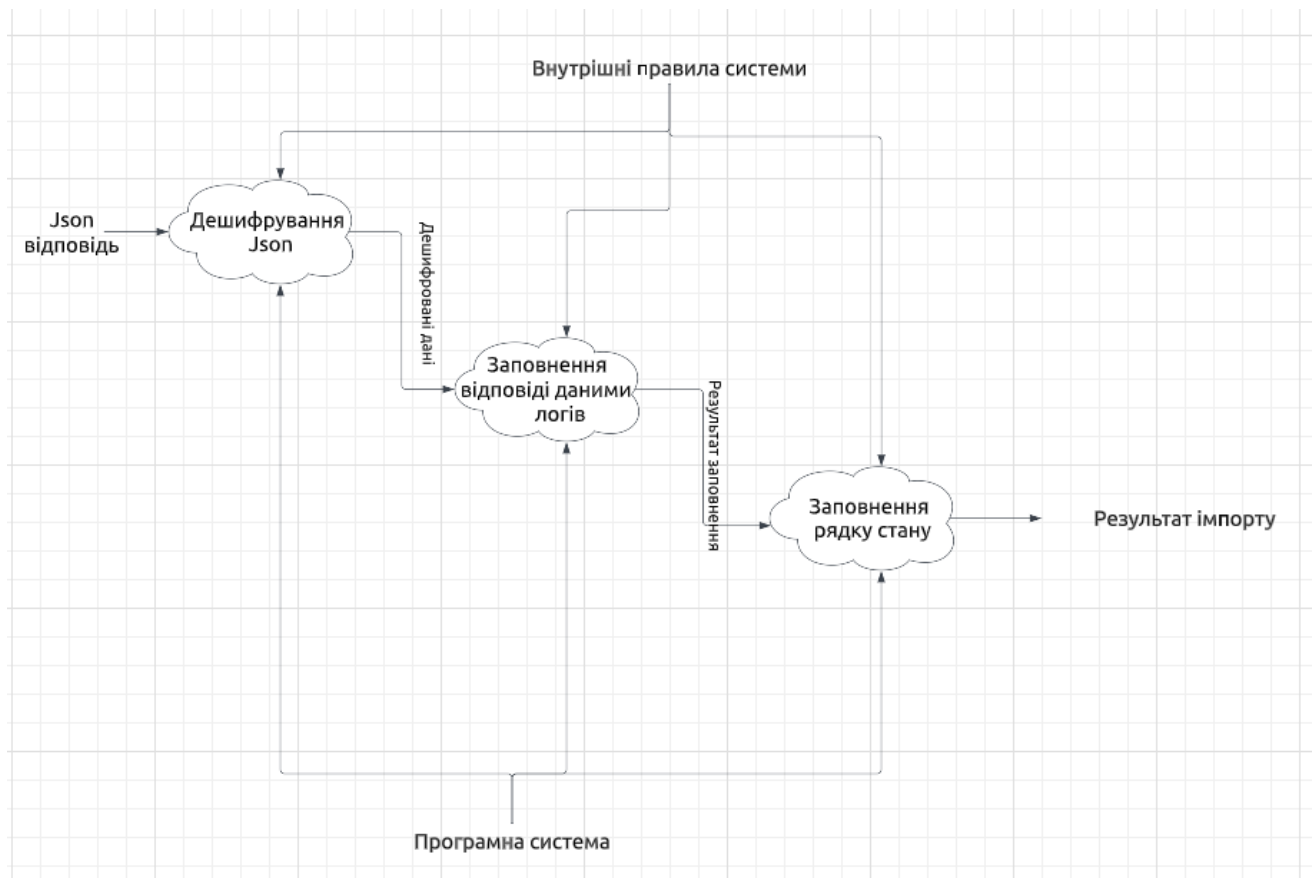 Внутрішні правила системи
Json
відповідь
Дешифрування
Json
Дешифровані дані
Заповнення
відповіді даними
логів
Результат заповнення
Заповнення
рядку стану
Результат імпорту
Програмна система